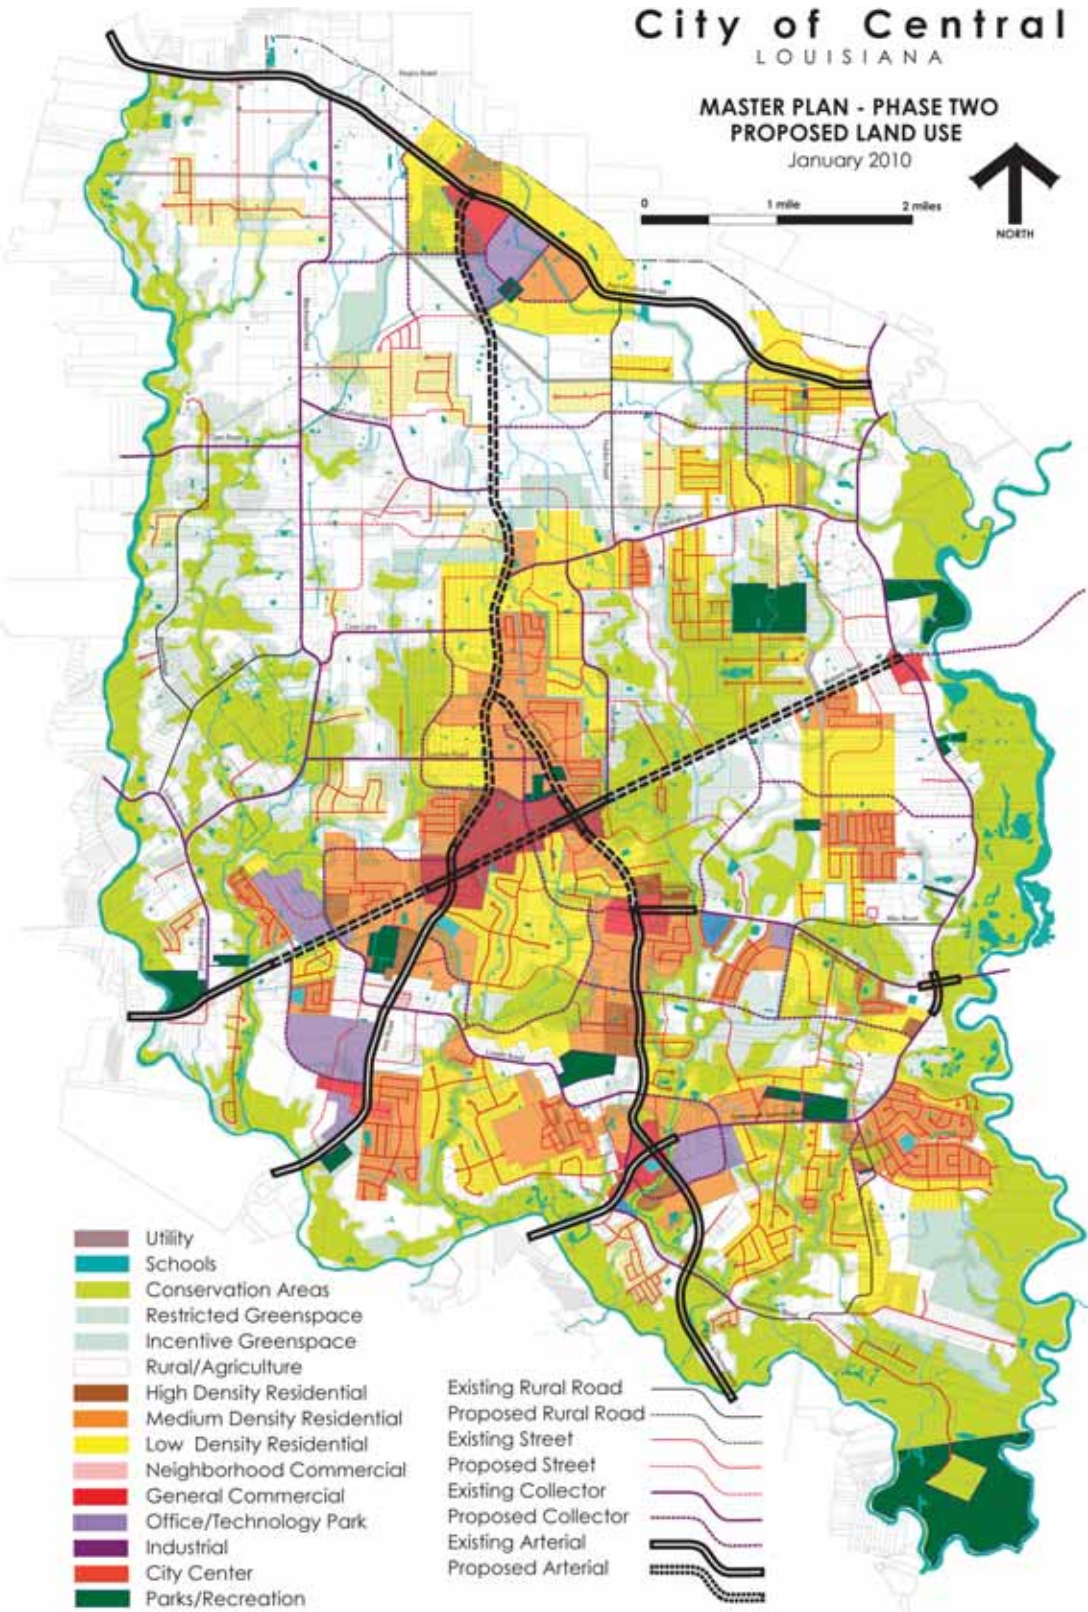 City of Central
LOUISIANA
MASTER PLAN - PHASE TWO
PROPOSED LAND USE
January 2010
0 1 mile 2 miles
NORTH
Utility
Schools
Conservation Areas
Restricted Greenspace
Incentive Greenspace
Rural/Agriculture
High Density Residential
Medium Density Residential
Low Density Residential
Neighborhood Commercial
General Commercial
Office/Technology Park
Industrial
City Center
Parks/Recreation
Existing Rural Road
Proposed Rural Road
Existing Street
Proposed Street
Existing Collector
Proposed Collector
Existing Arterial
Proposed Arterial